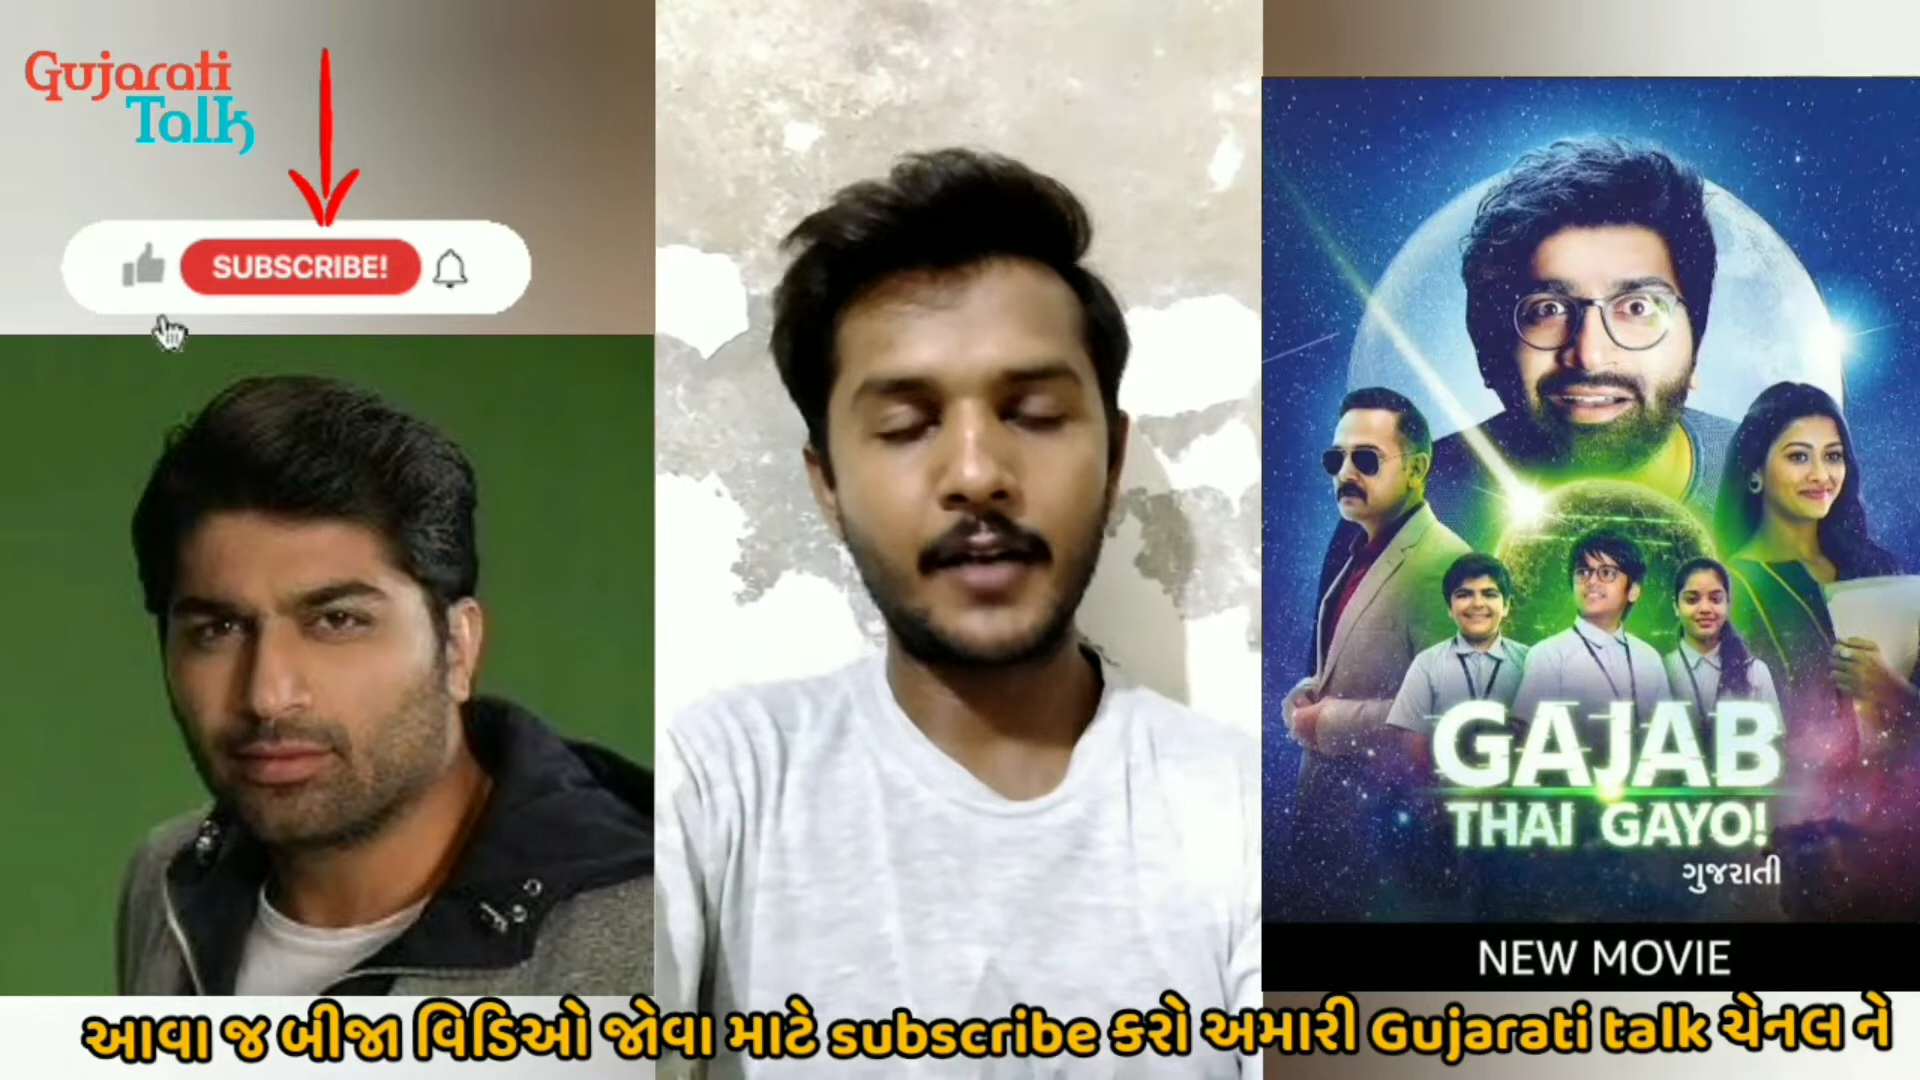 Gujarati
Talk
SUBSCRIBE!
GAJAB
THAI GAYO!
ગુજરાતી
NEW MOVIE
આવા જ બીજા વિડિઓ જોવા માટે subscribe કરો અમારી Gujarati talk ચેનલ ને